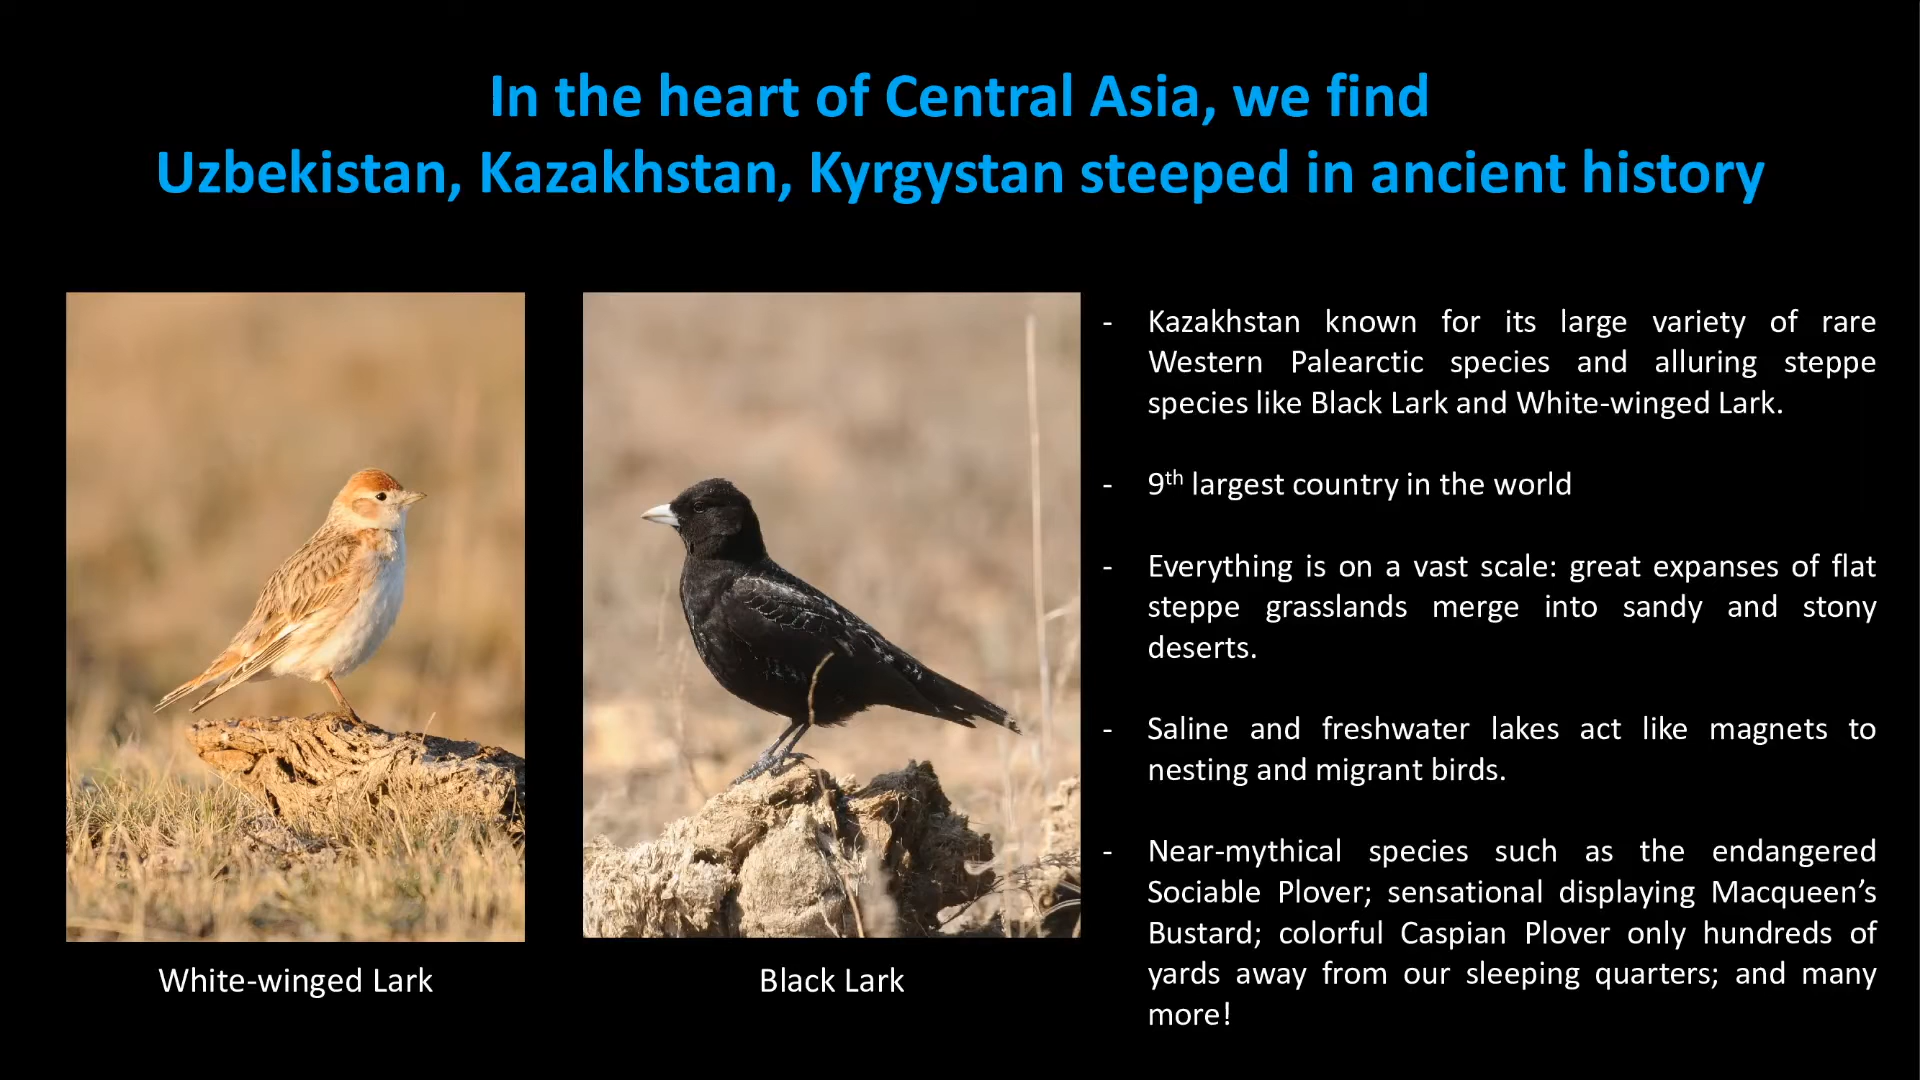 In the heart of Central Asia, we find
Uzbekistan, Kazakhstan, Kyrgystan steeped in ancient history
- Kazakhstan known for its large variety of rare
Western Palearctic species and alluring steppe
species like Black Lark and White-winged Lark.
- 9th largest country in the world
- Everything is on a vast scale: great expanses of flat
steppe grasslands merge into sandy and stony
deserts.
- Saline and freshwater lakes act like magnets to
nesting and migrant birds.
- Near-mythical species such as the endangered
Sociable Plover; sensational displaying Macqueen’s
Bustard; colorful Caspian Plover only hundreds of
yards away from our sleeping quarters; and many
more!
White-winged Lark
Black Lark